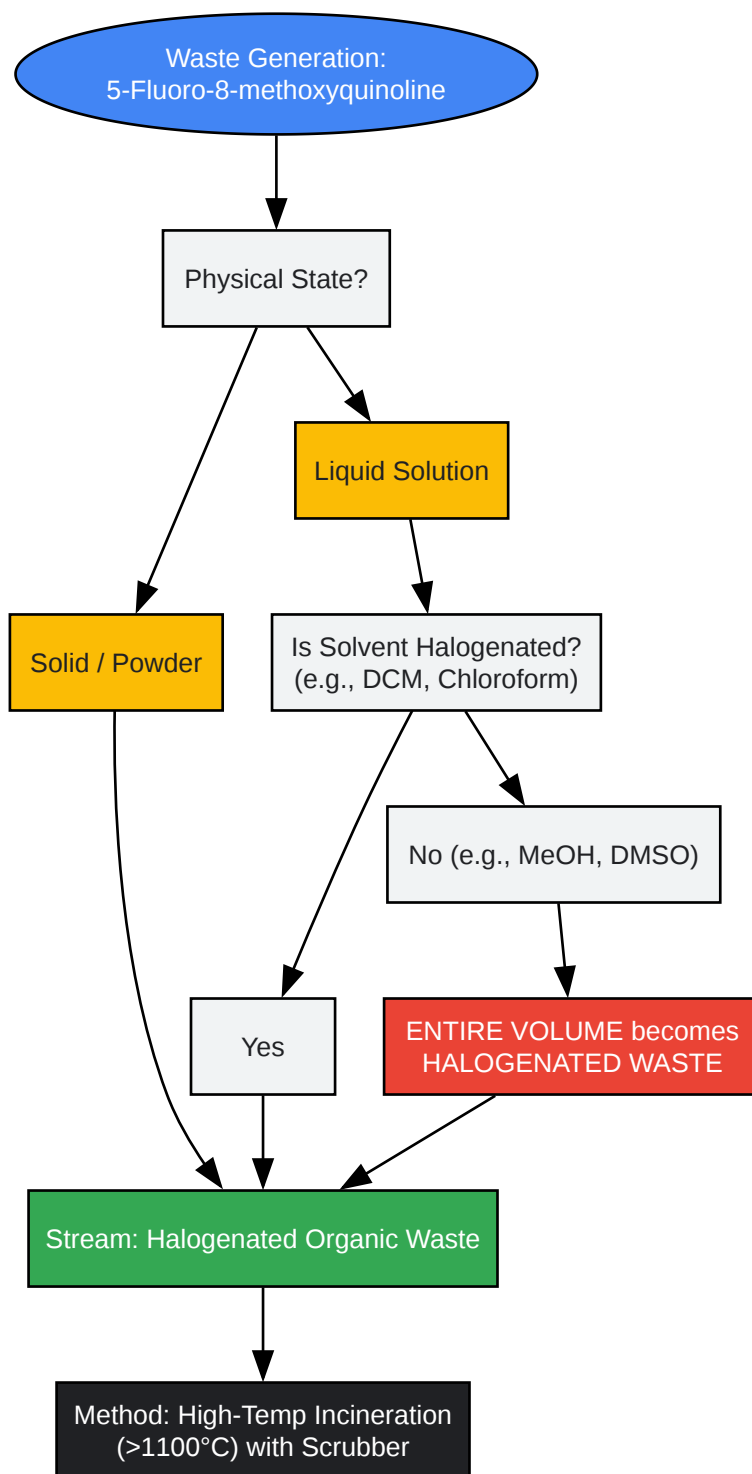 Waste Generation:
5-Fluoro-8-methoxyquinoline
Physical State?
Liquid Solution
Solid / Powder
Is Solvent Halogenated?
(e.g., DCM, Chloroform)
No (e.g., MeOH, DMSO)
Yes
ENTIRE VOLUME becomes
HALOGENATED WASTE
Stream: Halogenated Organic Waste
Method: High-Temp Incineration
(>1100°C) with Scrubber